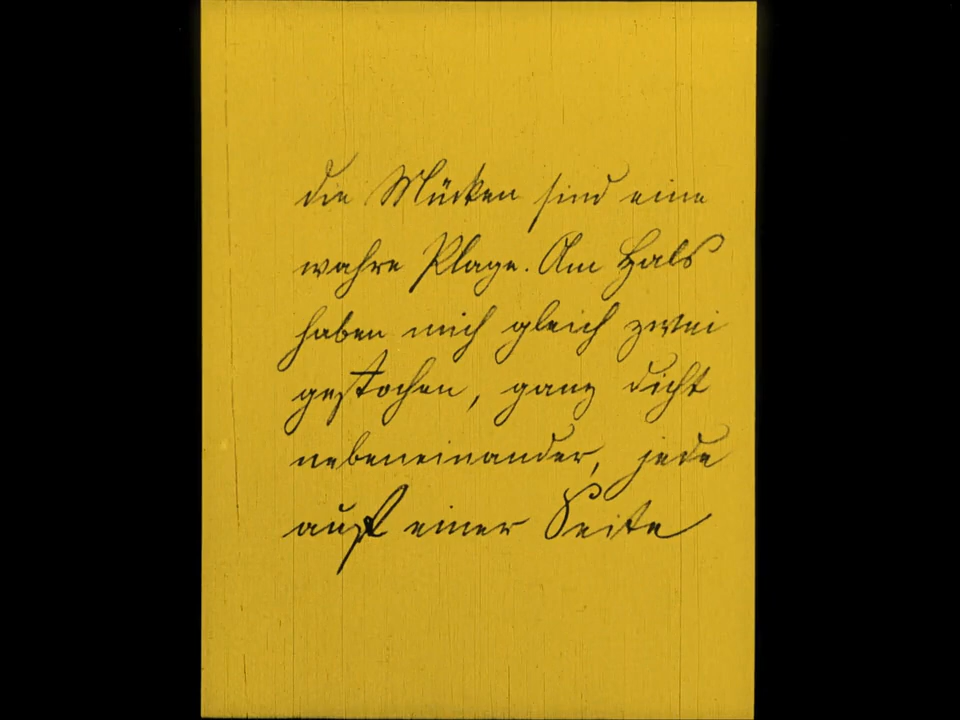 die Mücken sind eine
wahre Plage. Am Hals
haben mich gleich zwei
gestochen, ganz dicht
nebeneinander, jede
auf einer Seite